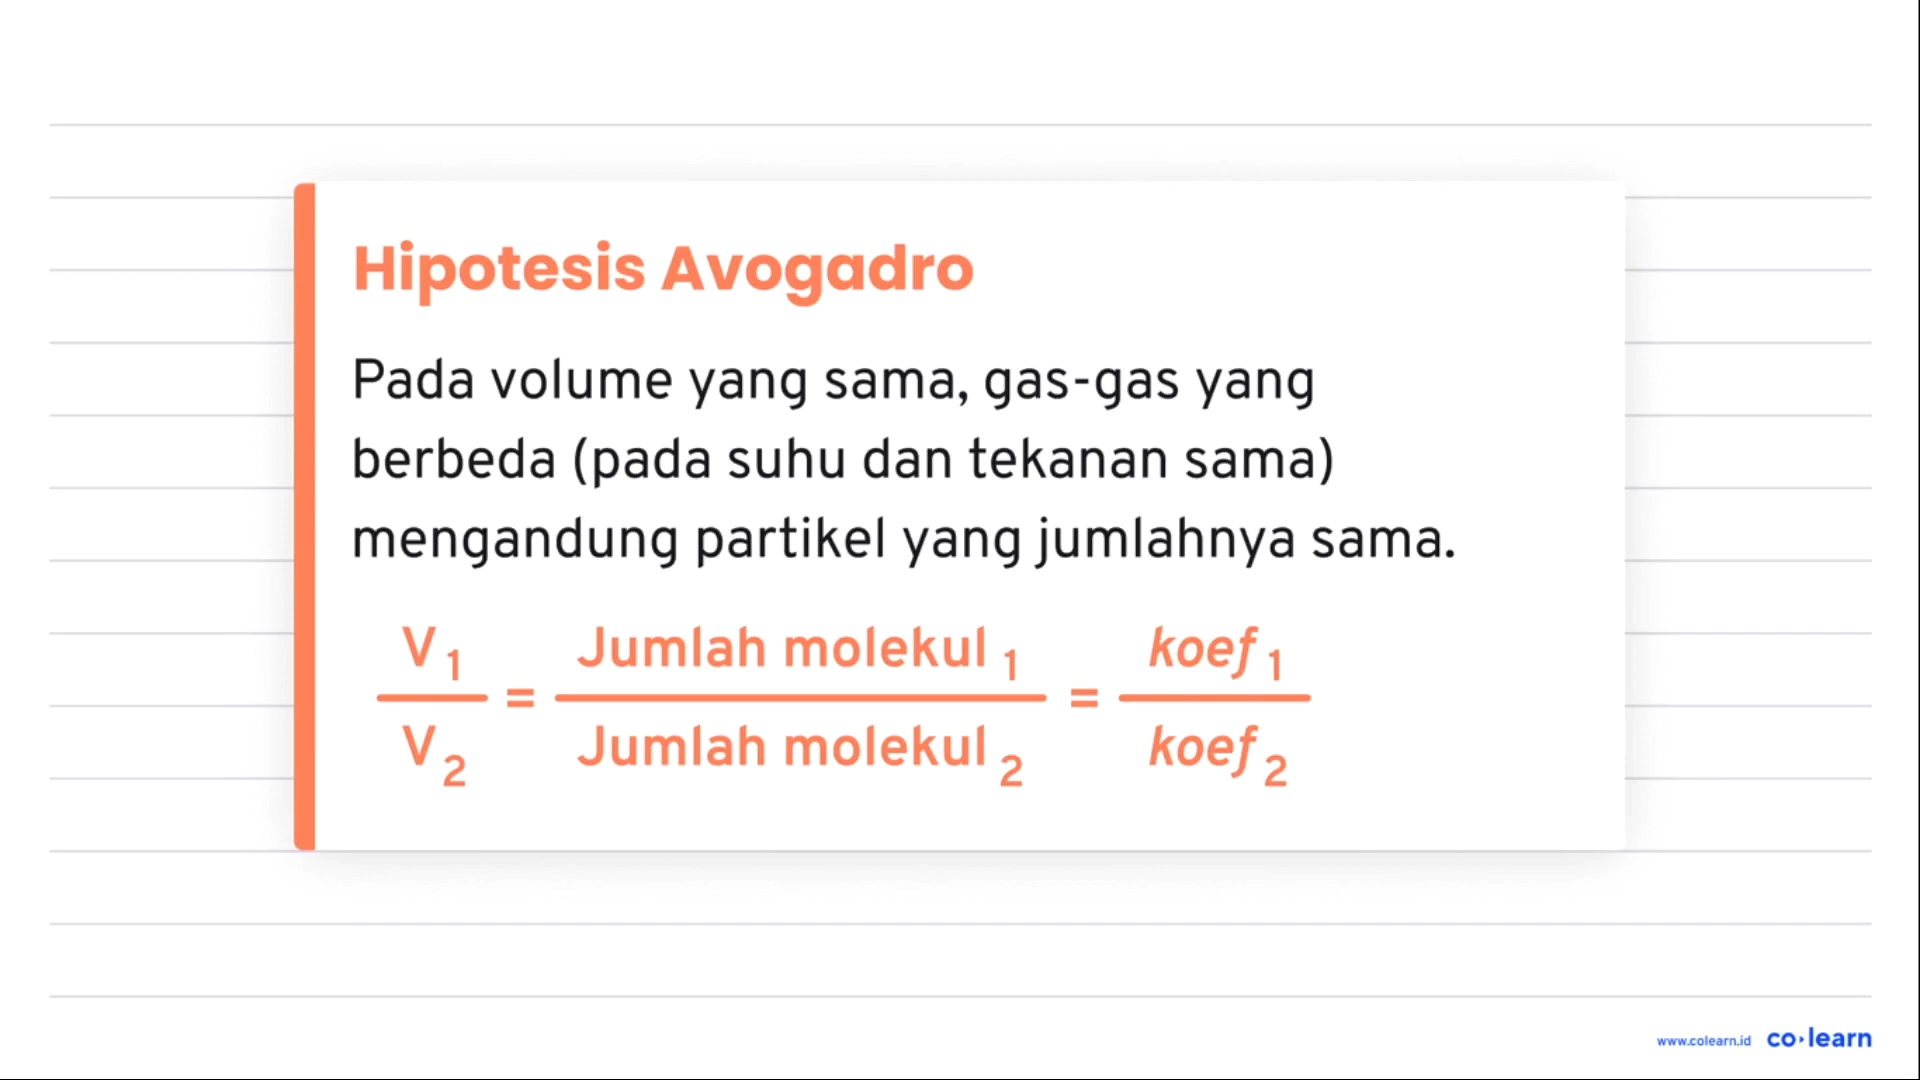 Hipotesis Avogadro
Pada volume yang sama, gas-gas yang
berbeda (pada suhu dan tekanan sama)
mengandung partikel yang jumlahnya sama.
V₁ / V₂ = Jumlah molekul ₁ / Jumlah molekul ₂ = koef ₁ / koef ₂
www.colearn.id co·learn